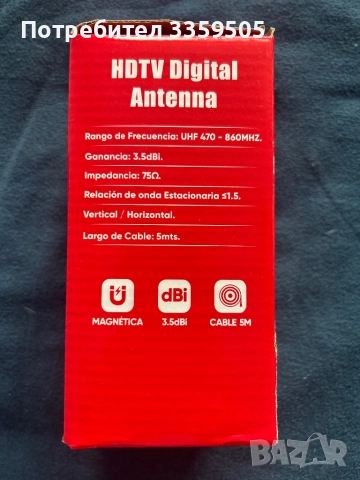 Потребител 3359505
HDTV Digital
Antenna
Rango de Frecuencia: UHF 470 - 860MHZ.
Ganancia: 3.5dBi.
Impedancia: 75Ω.
Relación de onda Estacionaria ≤1.5.
Vertical / Horizontal.
Largo de Cable: 5mts.
dBi
MAGNÉTICA 3.5dBi CABLE 5M
BAZAR